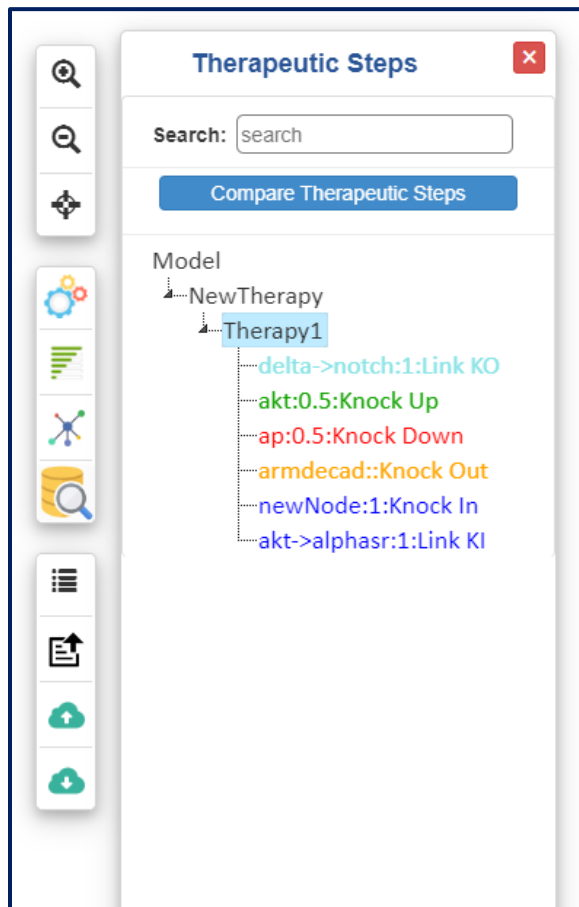 Therapeutic Steps
Search: search
Compare Therapeutic Steps
Model
NewTherapy
Therapy1
delta->notch:1:Link KO
akt:0.5:Knock Up
ap:0.5:Knock Down
armdecad::Knock Out
newNode:1:Knock In
akt->alphasr:1:Link KI